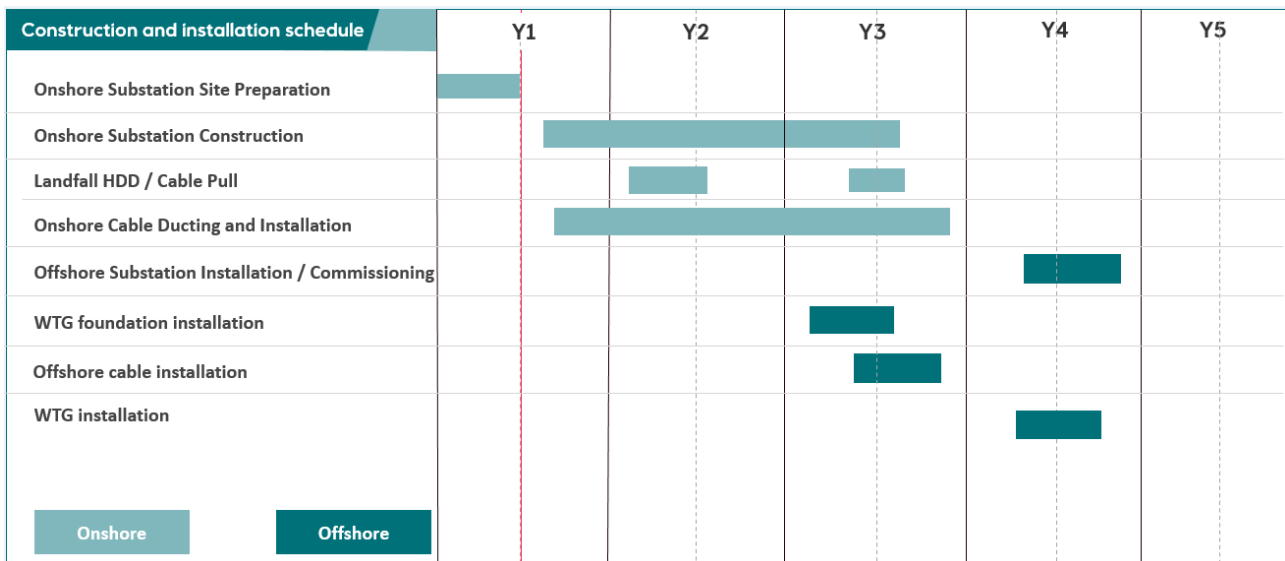 Construction and installation schedule
Y1 Y2 Y3 Y4 Y5
Onshore Substation Site Preparation
Onshore Substation Construction
Landfall HDD / Cable Pull
Onshore Cable Ducting and Installation
Offshore Substation Installation / Commissioning
WTG foundation installation
Offshore cable installation
WTG installation
Onshore Offshore